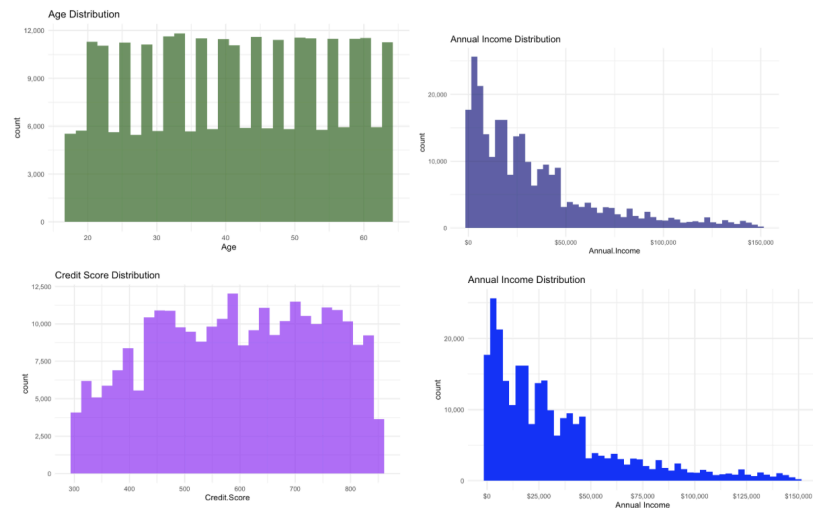 Age Distribution
12,000
9,000
6,000
3,000
0
count
20 30 40 50 60
Age
Annual Income Distribution
20,000
10,000
0
count
$0 $50,000 $100,000 $150,000
Annual.Income
Credit Score Distribution
12,500
10,000
7,500
5,000
2,500
0
count
300 400 500 600 700 800
Credit.Score
Annual Income Distribution
20,000
10,000
0
count
$0 $25,000 $50,000 $75,000 $100,000 $125,000 $150,000
Annual Income